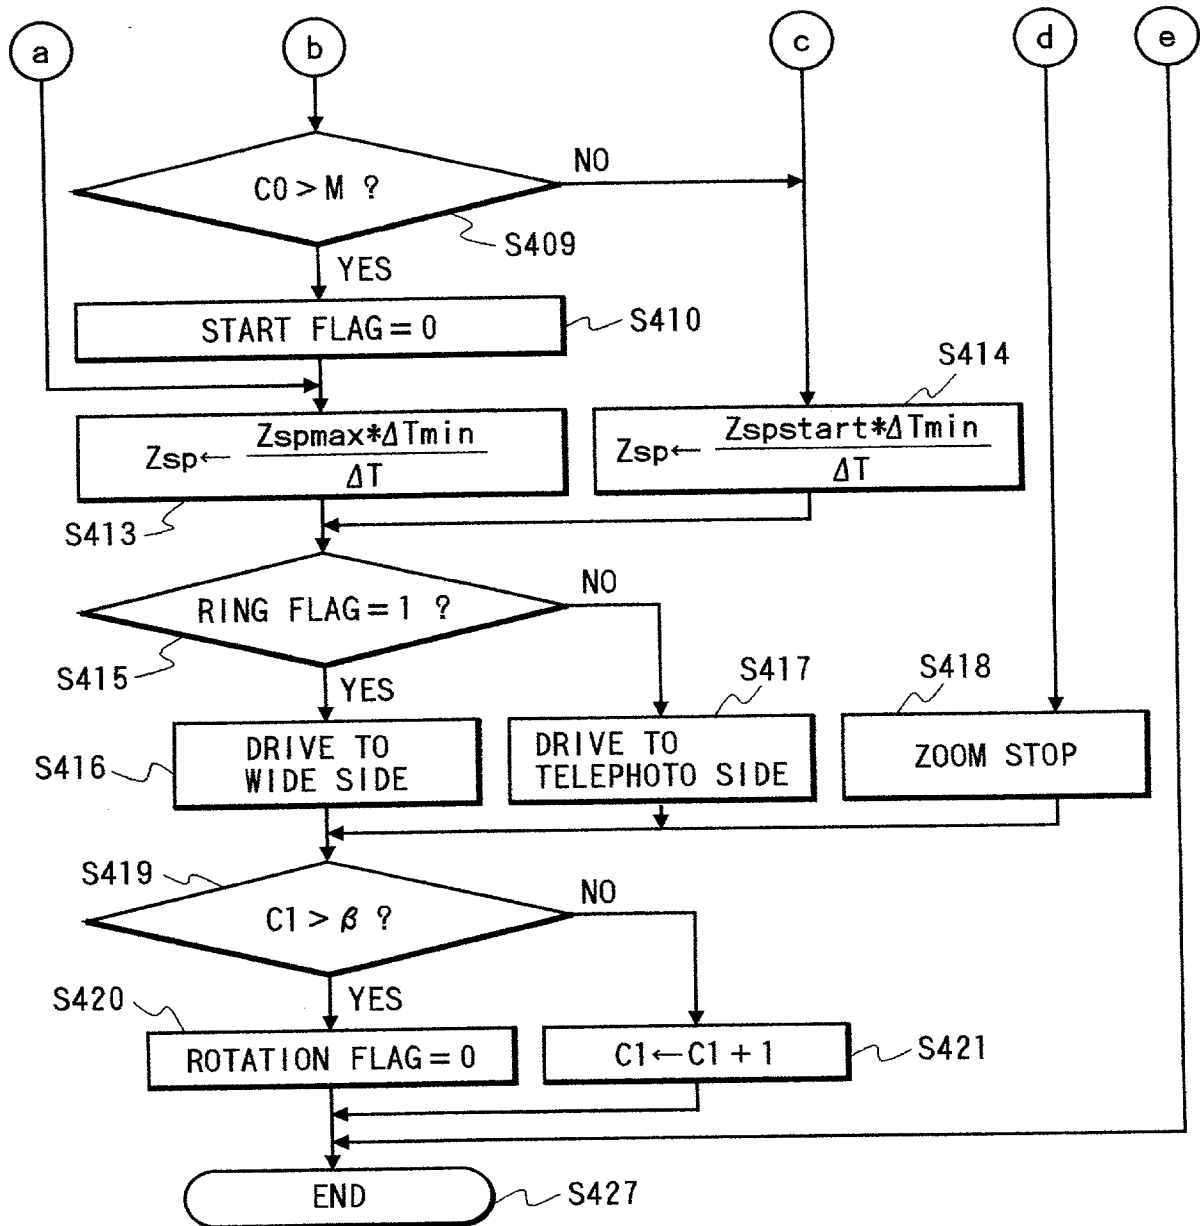 a
b
c
d
e
C0 > M ?
NO
S409
YES
START FLAG = 0
S410
S414
Zsp← Zspmax*ΔTmin
ΔT
Zsp← Zspstart*ΔTmin
ΔT
S413
RING FLAG = 1 ?
NO
S415
YES
S417
S418
S416
DRIVE TO
WIDE SIDE
DRIVE TO
TELEPHOTO SIDE
ZOOM STOP
S419
C1 > β ?
NO
YES
S420
ROTATION FLAG = 0
C1←C1 + 1
S421
END
S427